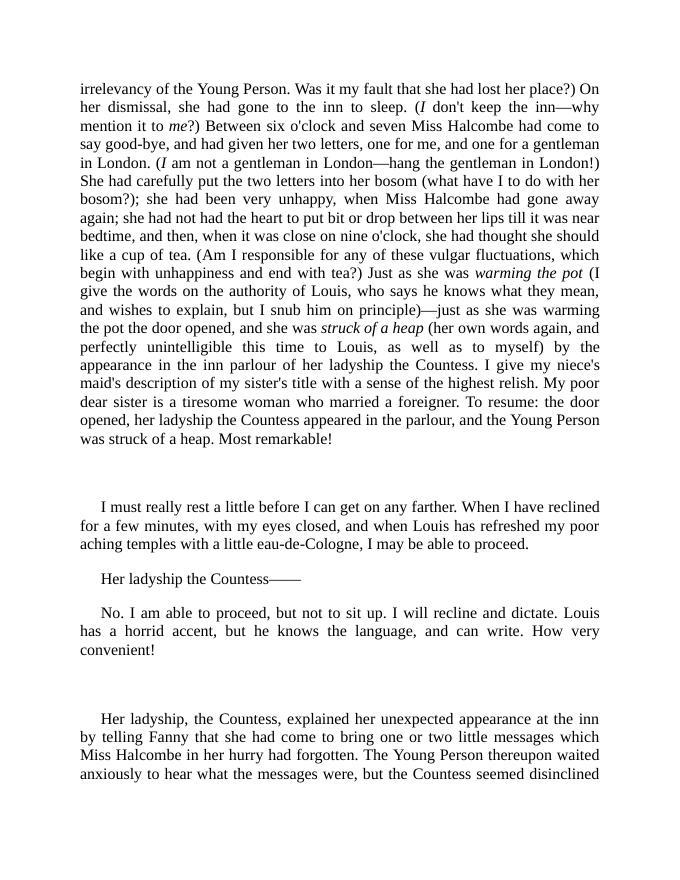 irrelevancy of the Young Person. Was it my fault that she had lost her place?) On
her dismissal, she had gone to the inn to sleep. (I don't keep the inn—why
mention it to me?) Between six o'clock and seven Miss Halcombe had come to
say good-bye, and had given her two letters, one for me, and one for a gentleman
in London. (I am not a gentleman in London—hang the gentleman in London!)
She had carefully put the two letters into her bosom (what have I to do with her
bosom?); she had been very unhappy, when Miss Halcombe had gone away
again; she had not had the heart to put bit or drop between her lips till it was near
bedtime, and then, when it was close on nine o'clock, she had thought she should
like a cup of tea. (Am I responsible for any of these vulgar fluctuations, which
begin with unhappiness and end with tea?) Just as she was warming the pot (I
give the words on the authority of Louis, who says he knows what they mean,
and wishes to explain, but I snub him on principle)—just as she was warming
the pot the door opened, and she was struck of a heap (her own words again, and
perfectly unintelligible this time to Louis, as well as to myself) by the
appearance in the inn parlour of her ladyship the Countess. I give my niece's
maid's description of my sister's title with a sense of the highest relish. My poor
dear sister is a tiresome woman who married a foreigner. To resume: the door
opened, her ladyship the Countess appeared in the parlour, and the Young Person
was struck of a heap. Most remarkable!
I must really rest a little before I can get on any farther. When I have reclined
for a few minutes, with my eyes closed, and when Louis has refreshed my poor
aching temples with a little eau-de-Cologne, I may be able to proceed.
Her ladyship the Countess——
No. I am able to proceed, but not to sit up. I will recline and dictate. Louis
has a horrid accent, but he knows the language, and can write. How very
convenient!
Her ladyship, the Countess, explained her unexpected appearance at the inn
by telling Fanny that she had come to bring one or two little messages which
Miss Halcombe in her hurry had forgotten. The Young Person thereupon waited
anxiously to hear what the messages were, but the Countess seemed disinclined